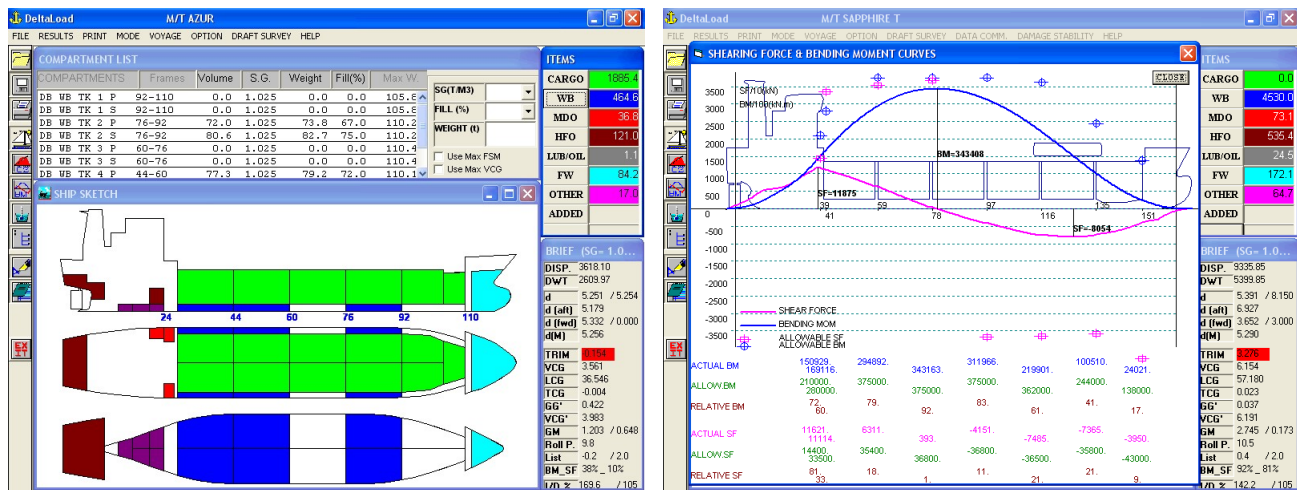 DeltaLoad M/T AZUR
FILE RESULTS PRINT MODE VOYAGE OPTION DRAFT SURVEY HELP
COMPARTMENT LIST
COMPARTMENTS Frames Volume S.G. Weight Fill(%) Max W.
DB WB TK 1 P 92-110 0.0 1.025 0.0 0.0 105.8
DB WB TK 1 S 92-110 0.0 1.025 0.0 0.0 105.8
DB WB TK 2 P 76-92 72.0 1.025 73.8 67.0 110.2
DB WB TK 2 S 76-92 80.6 1.025 82.7 75.0 110.2
DB WB TK 3 P 60-76 0.0 1.025 0.0 0.0 110.4
DB WB TK 3 S 60-76 0.0 1.025 0.0 0.0 110.4
DB WB TK 4 P 44-60 77.3 1.025 79.2 72.0 110.1
SG(T/M3)
FILL (%)
WEIGHT (t)
Use Max FSM
Use Max VCG
SHIP SKETCH
24 44 60 76 92 110
ITEMS
CARGO 1885.4
WB 464.6
MDO 36.8
HFO 121.0
LUB/OIL 1.1
FW 84.2
OTHER 17.0
ADDED
BRIEF (SG= 1.0...
DISP. 3618.10
DWT 2609.97
d 5.251 / 5.254
d (aft) 5.179
d (fwd) 5.332 / 0.000
d(M) 5.256
TRIM -0.154
VCG 3.561
LCG 36.546
TCG -0.004
GG' 0.422
VCG' 3.983
GM 1.203 / 0.648
Roll P. 9.8
List -0.2 / 2.0
BM_SF 38% _ 10%
I/D % 169.6 / 105
EX
IT
DeltaLoad M/T SAPPHIRE T
FILE RESULTS PRINT MODE VOYAGE OPTION DRAFT SURVEY DATA COMM. DAMAGE STABILITY HELP
SHEARING FORCE & BENDING MOMENT CURVES
CLOSE
SF/10(kN)
BM/100(kN.m)
3500
3000
2500
2000
1500
1000
500
0
-500
-1000
-1500
-2000
-2500
-3000
-3500
BM=343408
SF=11875
SF=-8054
39 59 97 135
41 78 116 151
SHEAR FORCE
BENDING MOM
ALLOWABLE SF
ALLOWABLE BM
ACTUAL BM 150929. 294892. 311966. 100510.
169116. 343163. 219901. 24021.
ALLOW.BM 210000. 375000. 375000. 244000.
280000. 375000. 362000. 138000.
RELATIVE BM 72. 79. 83. 41.
60. 92. 61. 17.
ACTUAL SF 11621. 6311. -4151. -7365.
11114. 393. -7485. -3950.
ALLOW.SF 14400. 35400. -36800. -35800.
33500. 36800. -36500. -43000.
RELATIVE SF 81. 18. 11. 21.
33. 1. 21. 9.
ITEMS
CARGO 0.0
WB 4530.0
MDO 73.1
HFO 535.4
LUB/OIL 24.5
FW 172.1
OTHER 64.7
ADDED
BRIEF (SG= 1.0...
DISP. 9335.85
DWT 5399.85
d 5.391 / 8.150
d (aft) 6.927
d (fwd) 3.652 / 3.000
d(M) 5.290
TRIM 3.276
VCG 6.154
LCG 57.180
TCG 0.023
GG' 0.037
VCG' 6.191
GM 2.745 / 0.173
Roll P. 10.5
List 0.4 / 2.0
BM_SF 92% _ 81%
I/D % 142.2 / 105
EX
IT